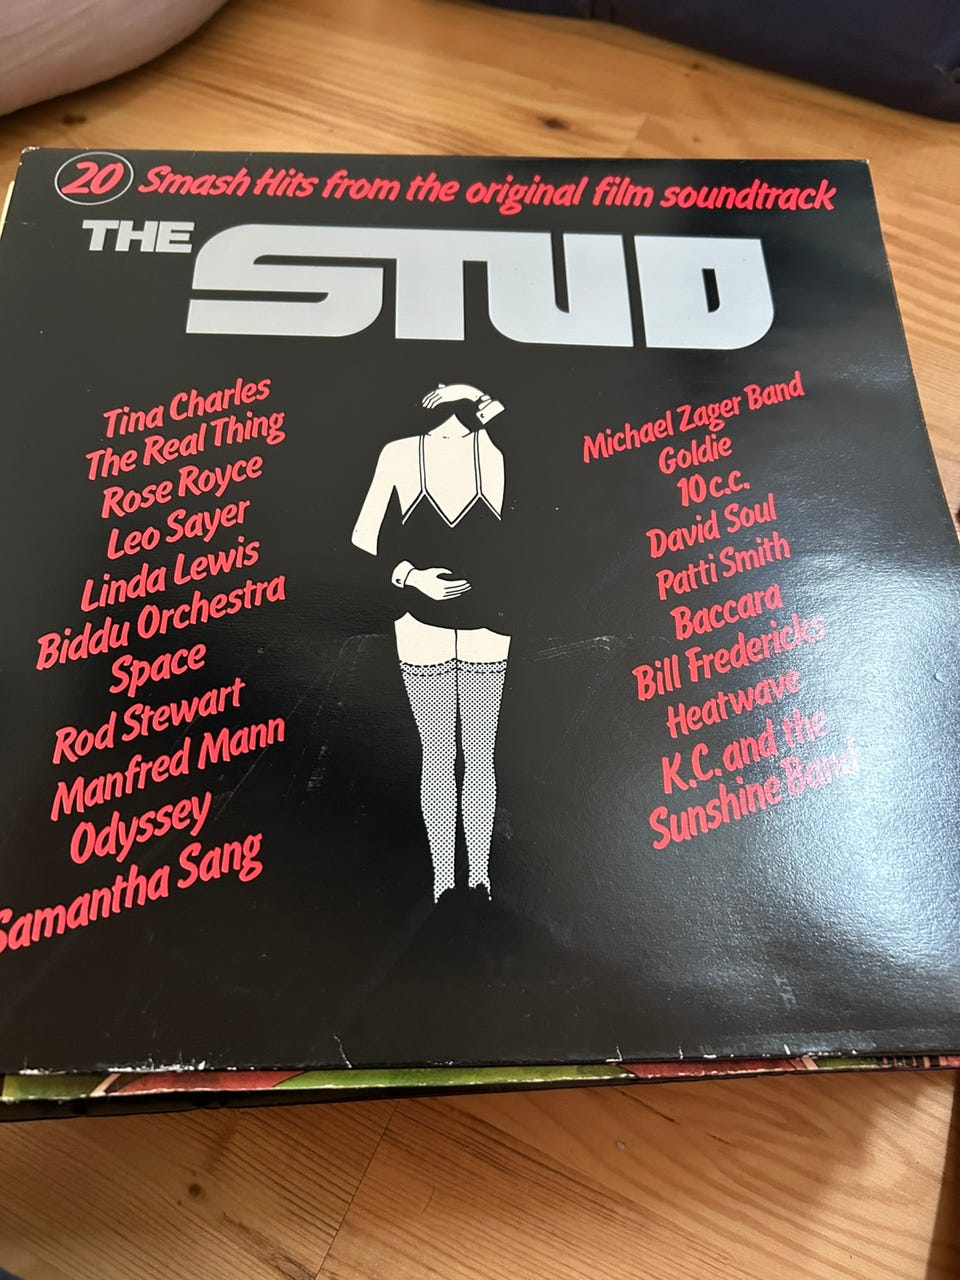 20 Smash Hits from the original film soundtrack
THE STUD
Tina Charles
The Real Thing
Rose Royce
Leo Sayer
Linda Lewis
Biddu Orchestra
Space
Rod Stewart
Manfred Mann
Odyssey
Samantha Sang
Michael Zager Band
Goldie
10 c.c.
David Soul
Patti Smith
Baccara
Bill Fredericks
Heatwave
K.C. and the
Sunshine Band